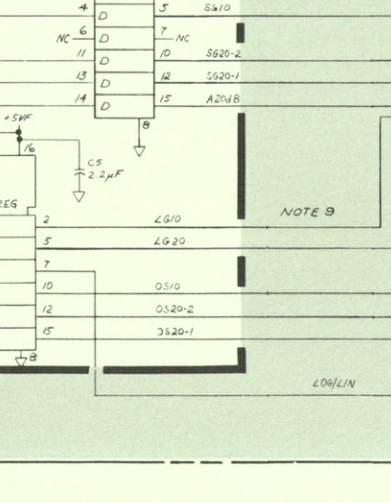 4 D 5 SG10
NC 6 D 7 NC
11 D 10 SG20-2
13 D 12 SG20-1
14 D 15 A20dB
+5VF 8
16
C5
2.2μF
REG
2 LG10 NOTE 9
5 LG20
7
10 OS10
12 OS20-2
15 OS20-1
8
LOG/LIN